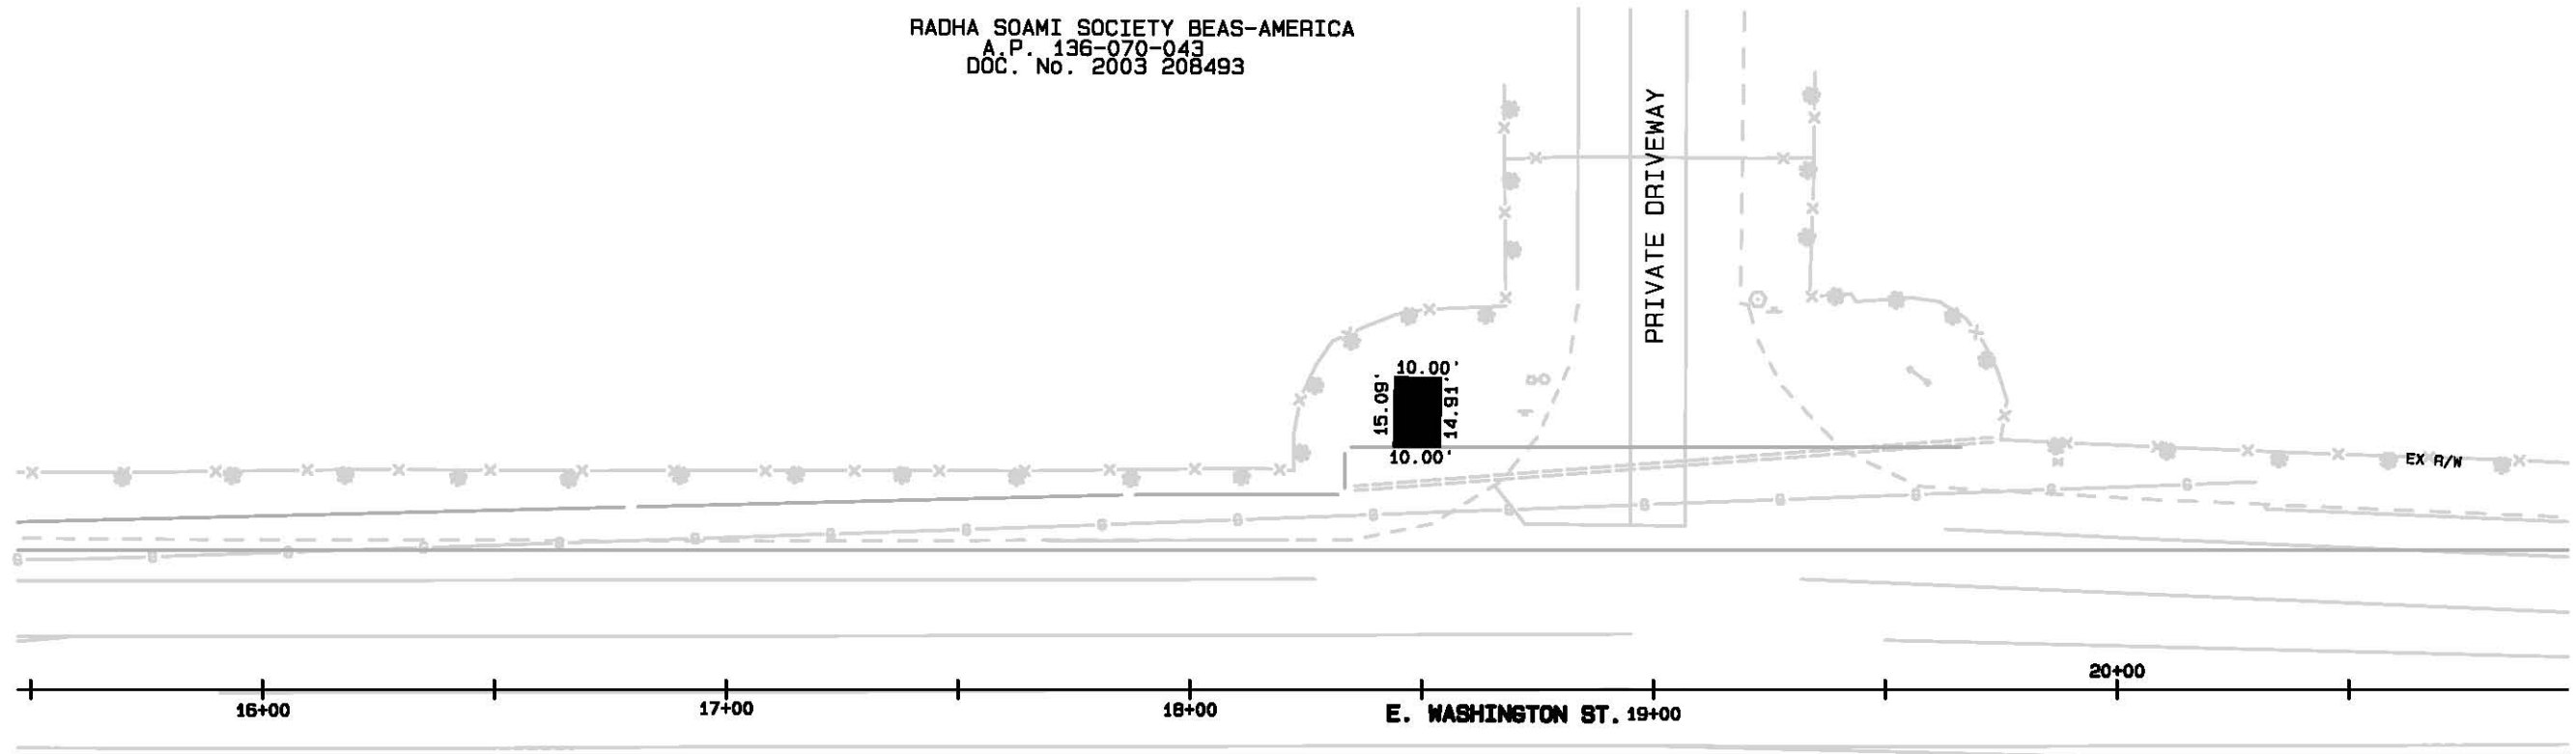 RADHA SOAMI SOCIETY BEAS-AMERICA
A.P. 136-070-043
DOC. No. 2003 208493
PRIVATE DRIVEWAY
10.00'
15.09'
14.91'
10.00'
EX R/W
G G G G G G G G G G G G G G G G G
20+00
16+00
17+00
18+00
E. WASHINGTON ST.
19+00